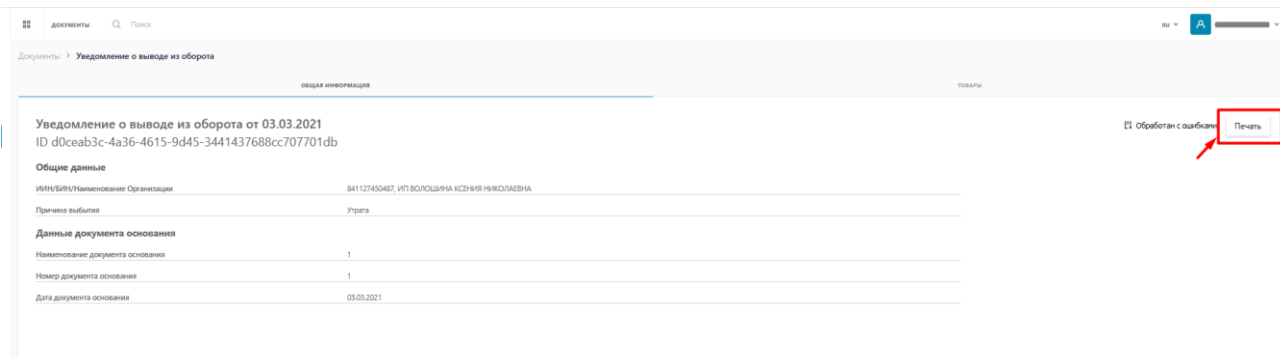 ДОКУМЕНТЫ Поиск RU A
Документы > Уведомление о выводе из оборота
ОБЩАЯ ИНФОРМАЦИЯ ТОВАРЫ
Уведомление о выводе из оборота от 03.03.2021 Обработан с ошибками Печать
ID d0ceab3c-4a36-4615-9d45-3441437688cc707701db
Общие данные
ИИН/БИН/Наименование Организации 841127450487, ИП ВОЛОШИНА КСЕНИЯ НИКОЛАЕВНА
Причина выбытия Утрата
Данные документа основания
Наименование документа основания 1
Номер документа основания 1
Дата документа основания 03.03.2021